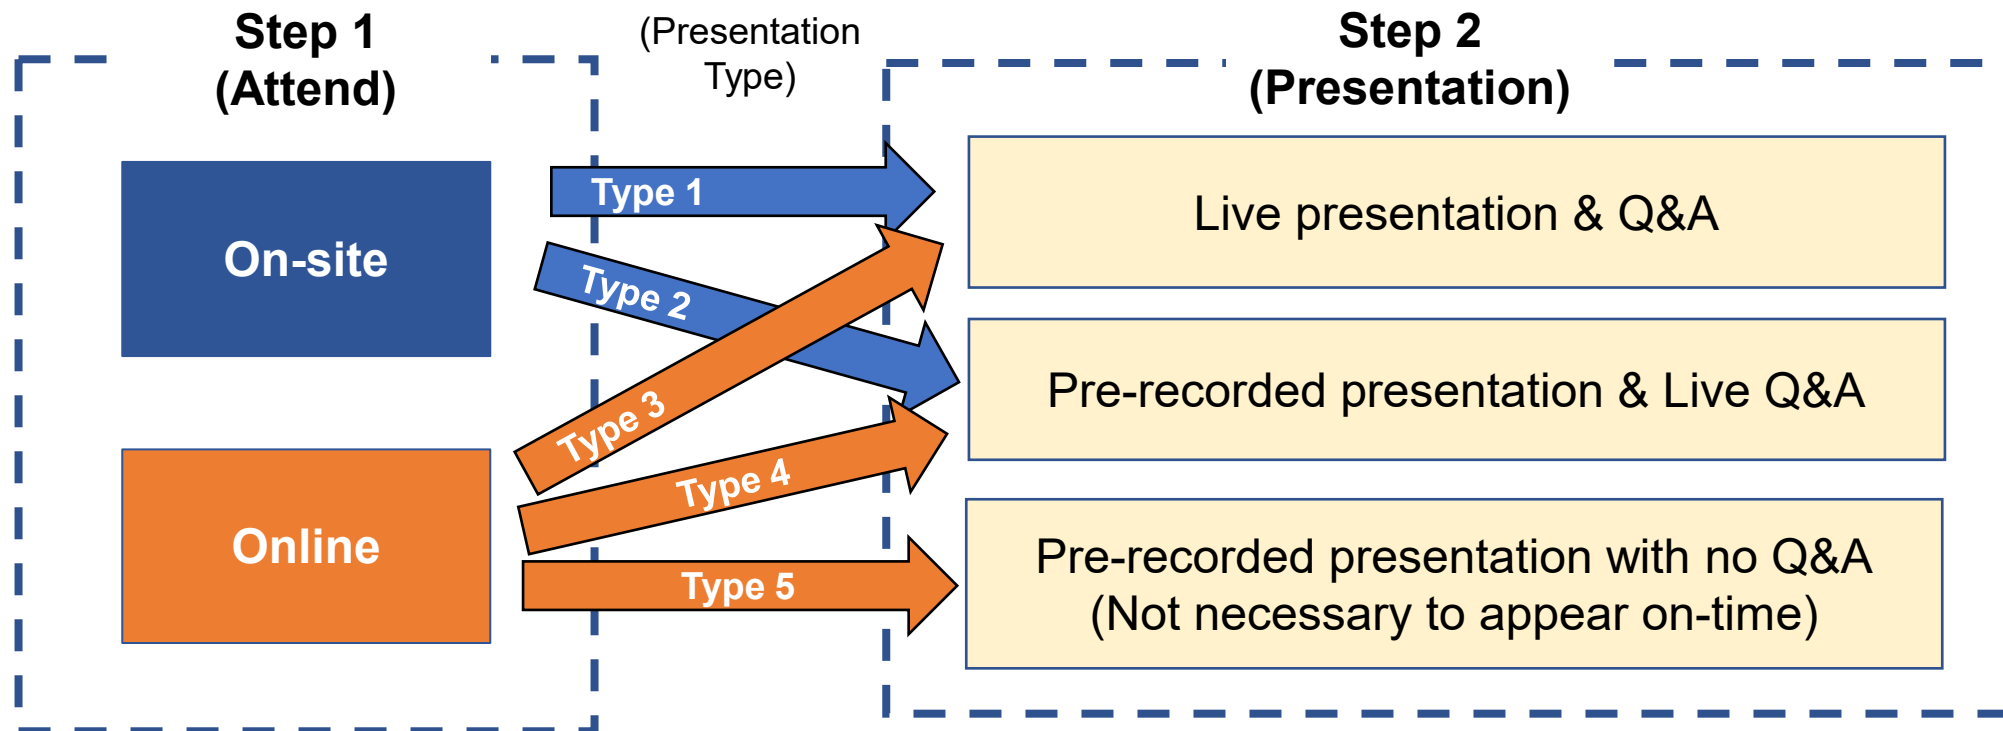 Step 1
(Attend)
(Presentation
Type)
Step 2
(Presentation)
On-site
Online
Type 1
Type 2
Type 3
Type 4
Type 5
Live presentation & Q&A
Pre-recorded presentation & Live Q&A
Pre-recorded presentation with no Q&A
(Not necessary to appear on-time)